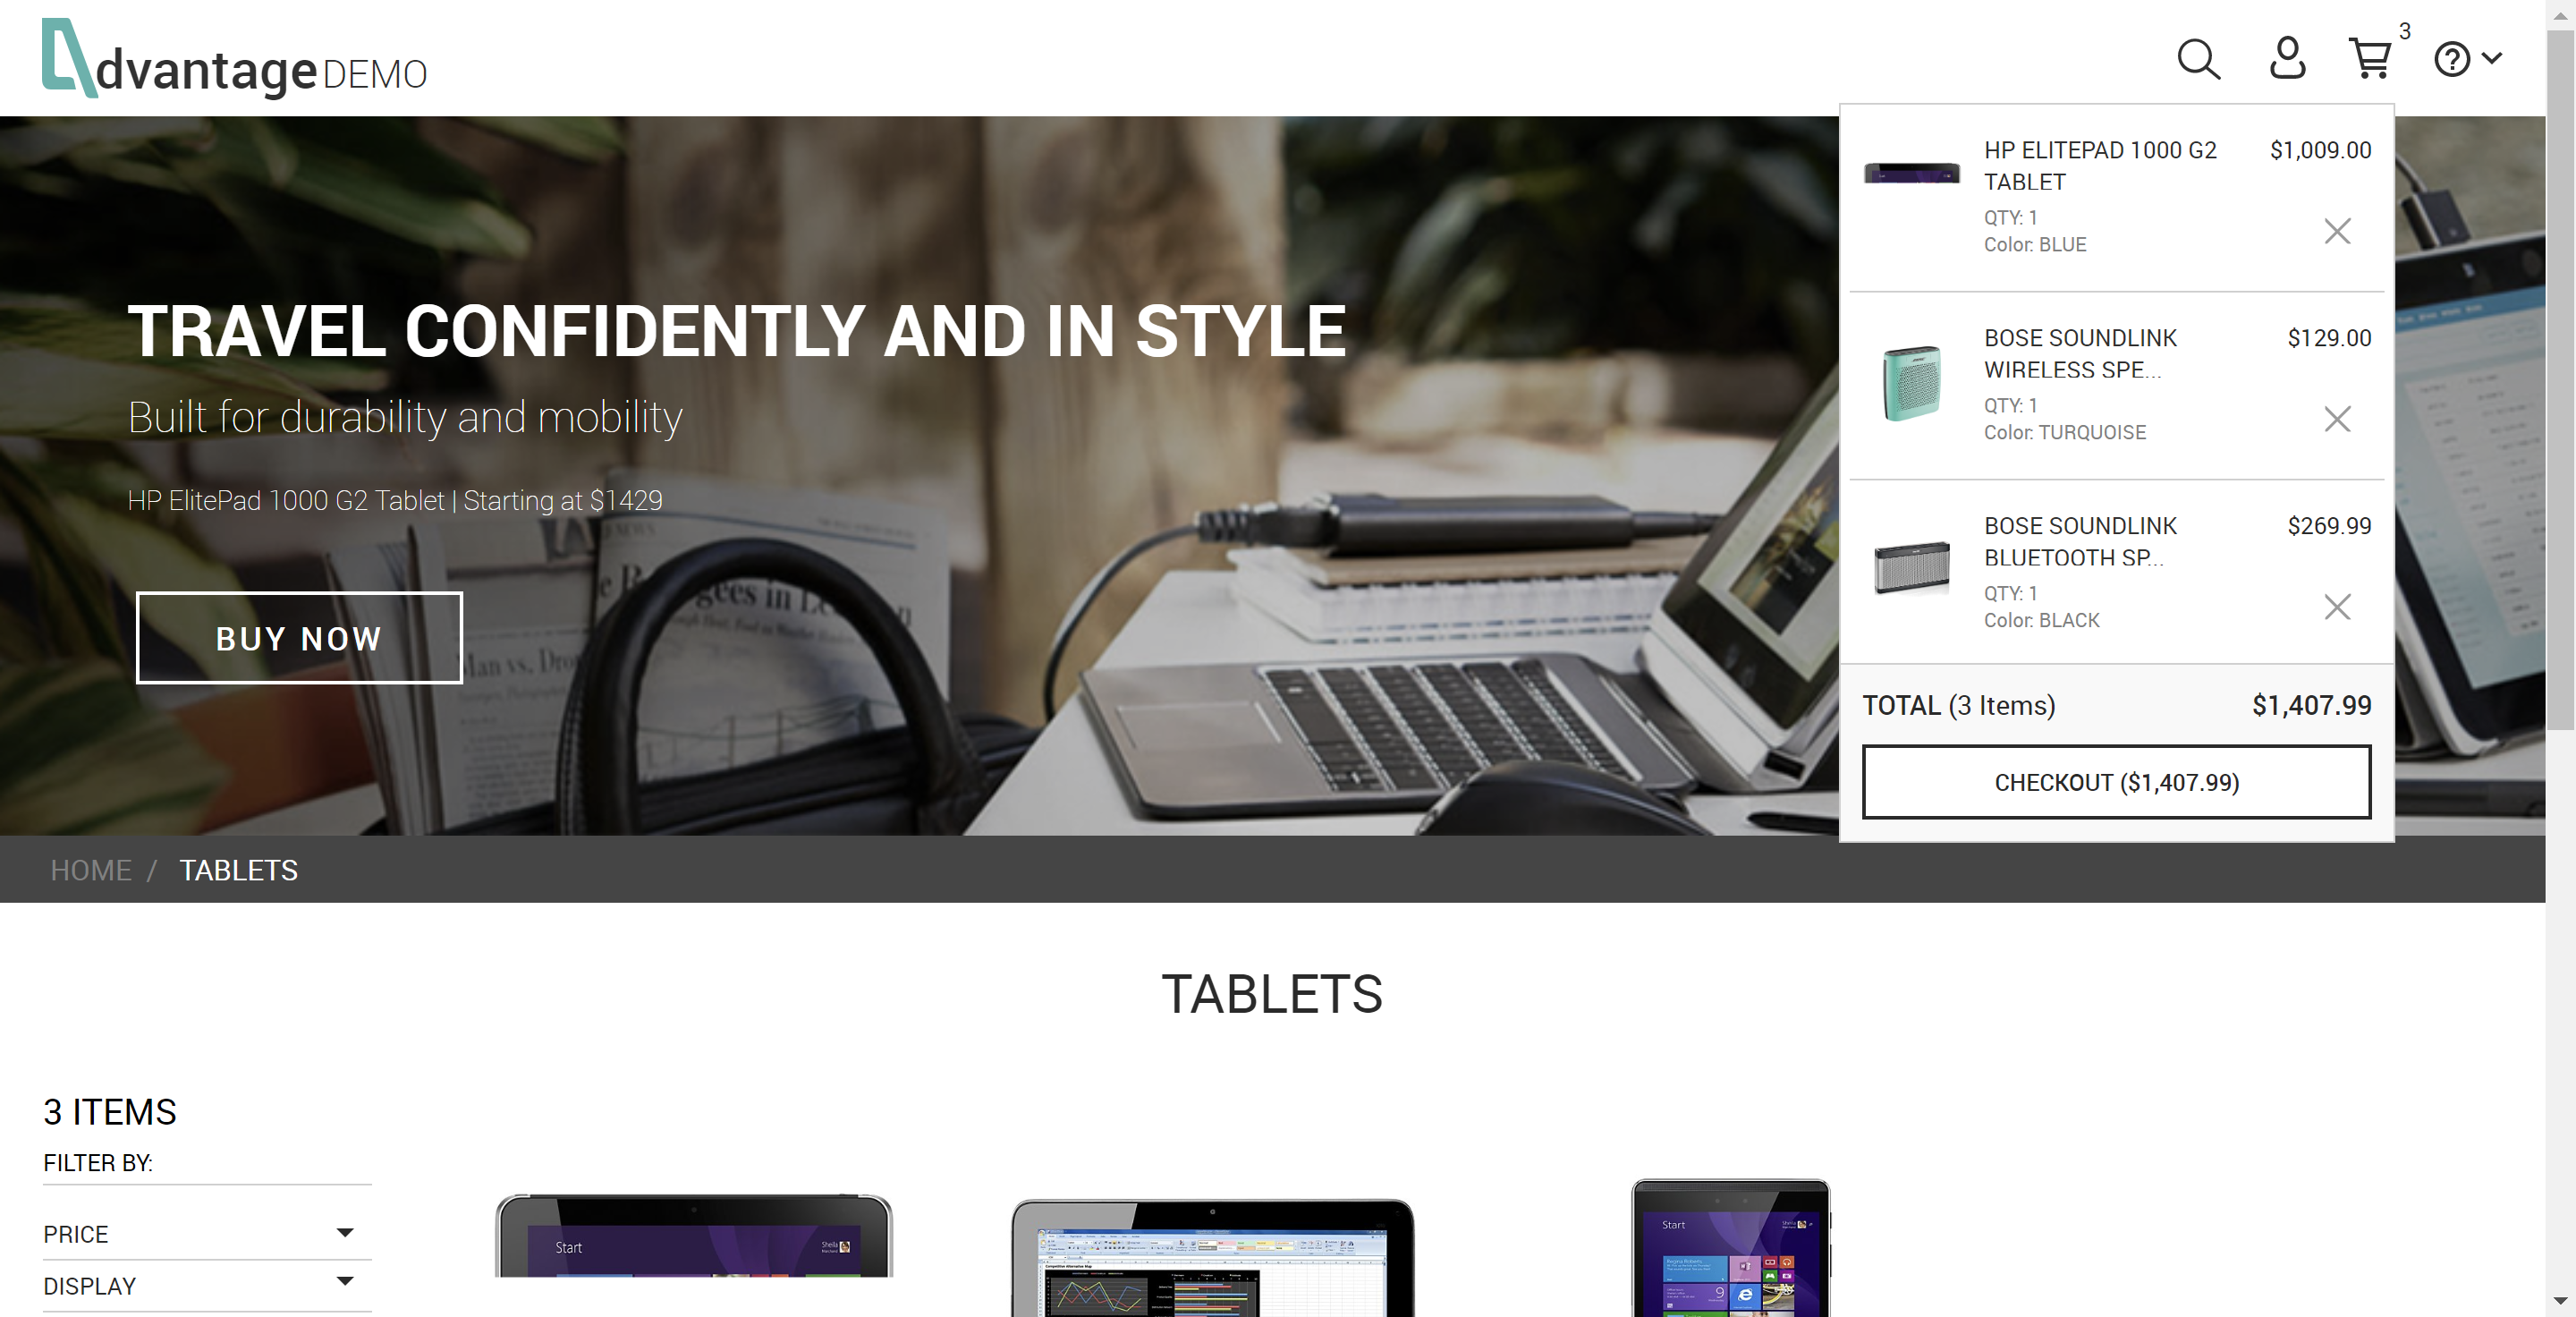 dvantage DEMO
3
HP ELITEPAD 1000 G2
TABLET
$1,009.00
QTY: 1
Color: BLUE
BOSE SOUNDLINK
WIRELESS SPE...
$129.00
QTY: 1
Color: TURQUOISE
BOSE SOUNDLINK
BLUETOOTH SP...
$269.99
QTY: 1
Color: BLACK
TOTAL (3 Items)
$1,407.99
CHECKOUT ($1,407.99)
TRAVEL CONFIDENTLY AND IN STYLE
Built for durability and mobility
HP ElitePad 1000 G2 Tablet | Starting at $1429
BUY NOW
HOME / TABLETS
TABLETS
3 ITEMS
FILTER BY:
PRICE
DISPLAY
Start
Sheila
Start
9